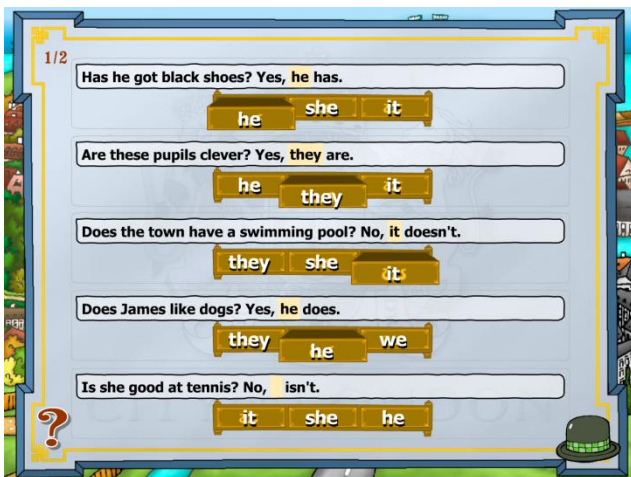 1/2
Has he got black shoes? Yes, he has.
he she it
Are these pupils clever? Yes, they are.
he they it
Does the town have a swimming pool? No, it doesn't.
they she it
Does James like dogs? Yes, he does.
they he we
Is she good at tennis? No, isn't.
it she he
?